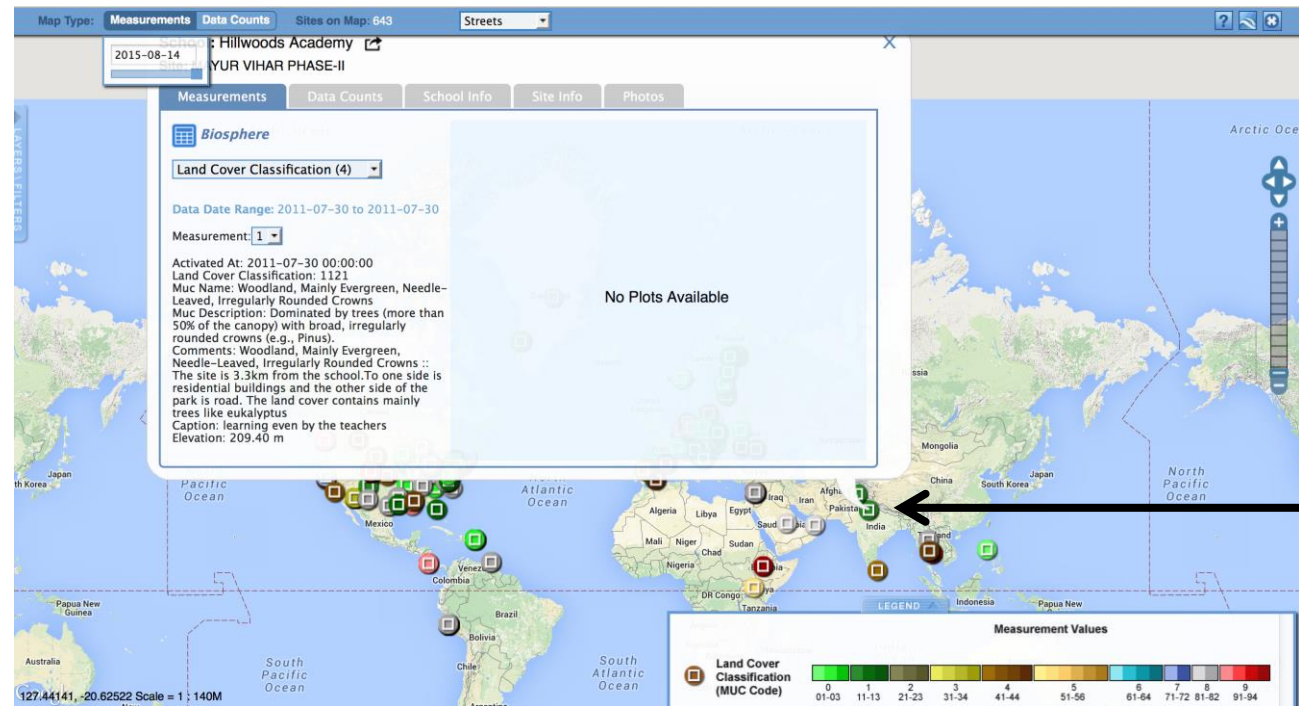 Map Type: Measurements Data Counts Sites on Map: 643 Streets ?
2015-08-14
School: Hillwoods Academy X
Site: MAYUR VIHAR PHASE-II
Measurements Data Counts School Info Site Info Photos
Biosphere
Land Cover Classification (4)
Data Date Range: 2011-07-30 to 2011-07-30
Measurement: 1
Activated At: 2011-07-30 00:00:00
Land Cover Classification: 1121
Muc Name: Woodland, Mainly Evergreen, Needle-
Leaved, Irregularly Rounded Crowns
Muc Description: Dominated by trees (more than
50% of the canopy) with broad, irregularly
rounded crowns (e.g., Pinus).
Comments: Woodland, Mainly Evergreen,
Needle-Leaved, Irregularly Rounded Crowns ::
The site is 3.3km from the school.To one side is
residential buildings and the other side of the
park is road. The land cover contains mainly
trees like eukalyptus
Caption: learning even by the teachers
Elevation: 209.40 m
No Plots Available
LAYERS \ FILTERS
Arctic Oce
ssia
Mongolia
Japan
th Korea
Pacific
Ocean
Atlantic
Ocean
Mexico
Algeria
Libya
Egypt
Iraq
Iran
Afgha
Pakista
India
China
South Korea
Japan
North
Pacific
Ocean
Saudi
Mali
Niger
Chad
Sudan
Nigeria
DR Congo
Tanzania
Venez
Colombia
Brazil
Bolivia
Chile
Papua New
Guinea
Australia
South
Pacific
Ocean
South
Atlantic
Ocean
Indonesia
Papua New
LEGEND
Measurement Values
Land Cover
Classification
(MUC Code)
0 1 2 3 4 5 6 7 8 9
01-03 11-13 21-23 31-34 41-44 51-56 61-64 71-72 81-82 91-94
127.44141, -20.62522 Scale = 1 : 140M